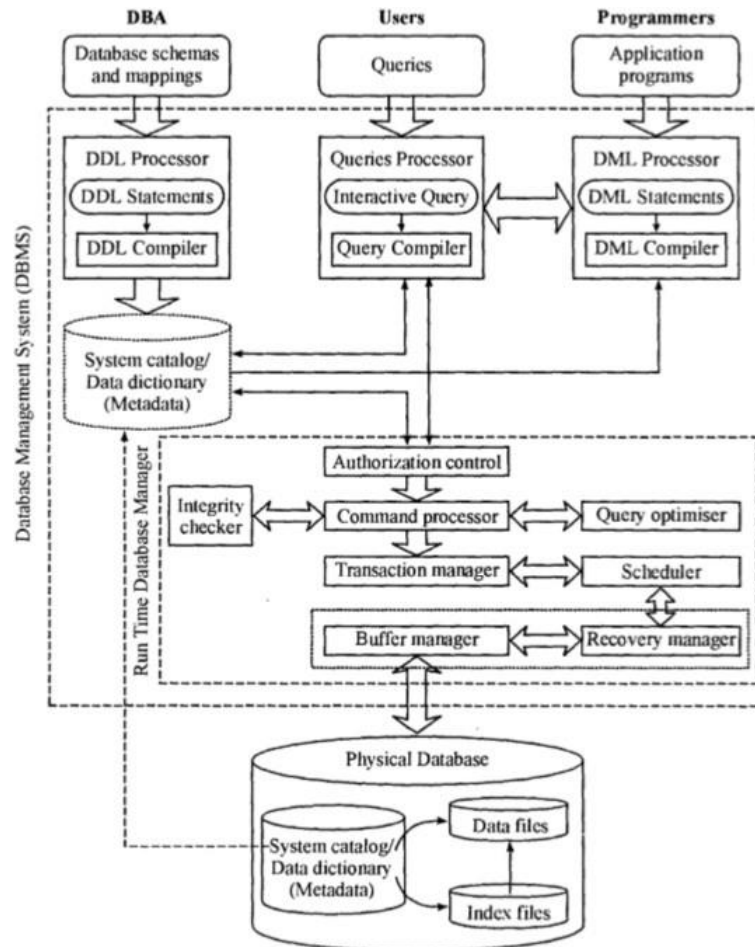 DBA
Users
Programmers
Database schemas
and mappings
Queries
Application
programs
DDL Processor
DDL Statements
DDL Compiler
Queries Processor
Interactive Query
Query Compiler
DML Processor
DML Statements
DML Compiler
Database Management System (DBMS)
System catalog/
Data dictionary
(Metadata)
Run Time Database Manager
Authorization control
Integrity
checker
Command processor
Query optimiser
Transaction manager
Scheduler
Buffer manager
Recovery manager
Physical Database
System catalog/
Data dictionary
(Metadata)
Data files
Index files